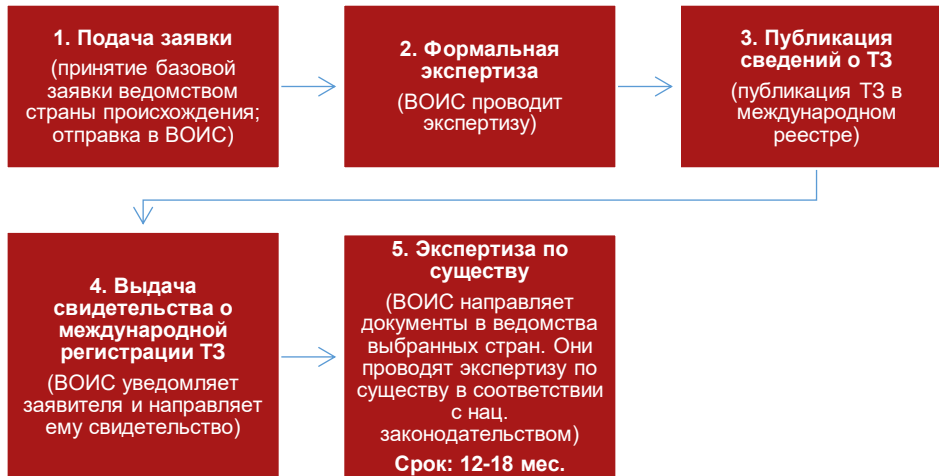 1. Подача заявки
(принятие базовой
заявки ведомством
страны происхождения;
отправка в ВОИС)
2. Формальная
экспертиза
(ВОИС проводит
экспертизу)
3. Публикация
сведений о ТЗ
(публикация ТЗ в
международном
реестре)
4. Выдача
свидетельства о
международной
регистрации ТЗ
(ВОИС уведомляет
заявителя и направляет
ему свидетельство)
5. Экспертиза по
существу
(ВОИС направляет
документы в ведомства
выбранных стран. Они
проводят экспертизу по
существу в соответствии
с нац.
законодательством)
Срок: 12-18 мес.